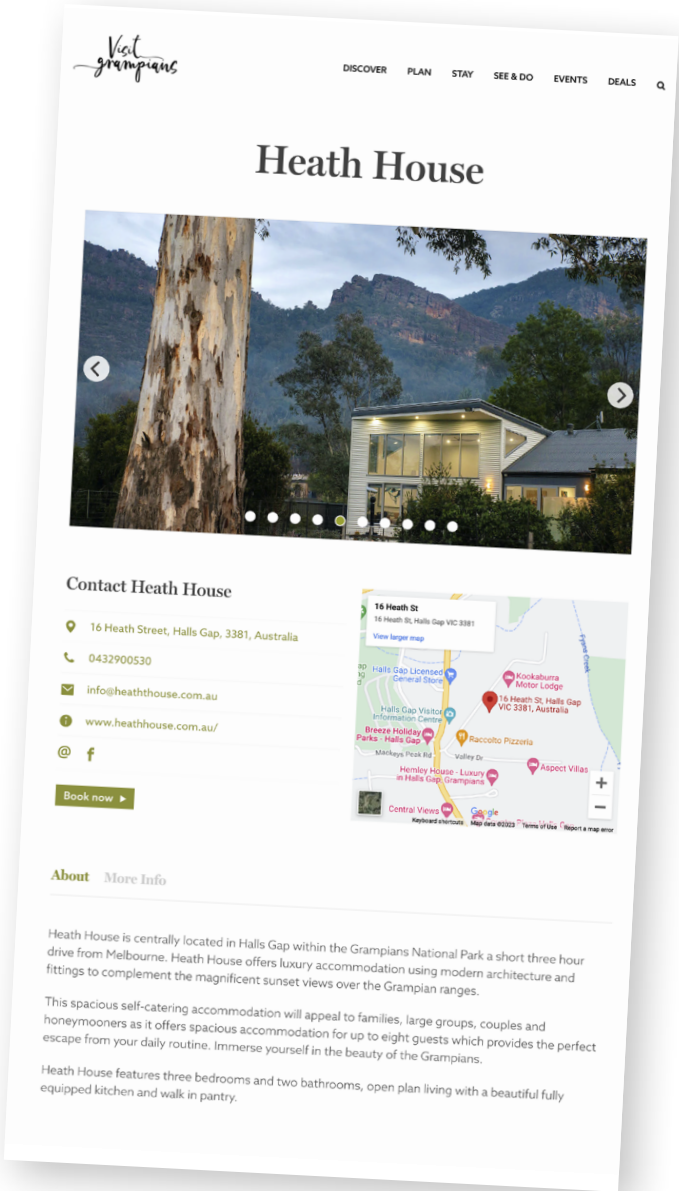 Visit
grampians
DISCOVER PLAN STAY SEE & DO EVENTS DEALS
Heath House
Contact Heath House
16 Heath Street, Halls Gap, 3381, Australia
0432900530
info@heaththouse.com.au
www.heathhouse.com.au/
@ f
Book now
16 Heath St
16 Heath St, Halls Gap VIC 3381
View larger map
Fyans Creek
Halls Gap Licensed
General Store
Kookaburra
Motor Lodge
16 Heath St, Halls Gap
VIC 3381, Australia
Halls Gap Visitor
Information Centre
Breeze Holiday
Parks - Halls Gap
Raccolto Pizzeria
Mackeys Peak Rd
Valley Dr
Aspect Villas
Hemley House - Luxury
in Halls Gap, Grampians
+
−
Central Views
Google
Keyboard shortcuts Map data ©2023 Terms of Use Report a map error
About More Info
Heath House is centrally located in Halls Gap within the Grampians National Park a short three hour
drive from Melbourne. Heath House offers luxury accommodation using modern architecture and
fittings to complement the magnificent sunset views over the Grampian ranges.
This spacious self-catering accommodation will appeal to families, large groups, couples and
honeymooners as it offers spacious accommodation for up to eight guests which provides the perfect
escape from your daily routine. Immerse yourself in the beauty of the Grampians.
Heath House features three bedrooms and two bathrooms, open plan living with a beautiful fully
equipped kitchen and walk in pantry.